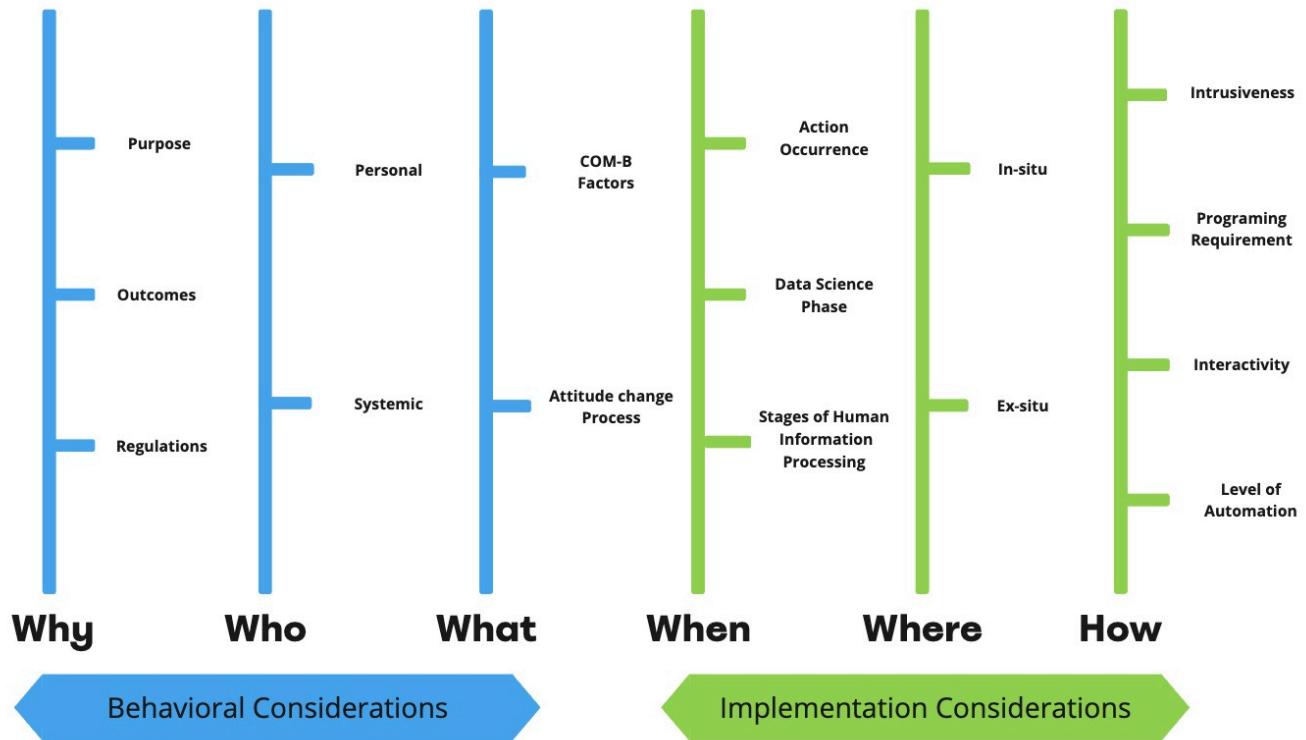 Purpose
Outcomes
Regulations
Why
Personal
Systemic
Who
COM-B
Factors
Attitude change
Process
What
Behavioral Considerations
Action
Occurrence
Data Science
Phase
Stages of Human
Information
Processing
When
In-situ
Ex-situ
Where
Intrusiveness
Programing
Requirement
Interactivity
Level of
Automation
How
Implementation Considerations